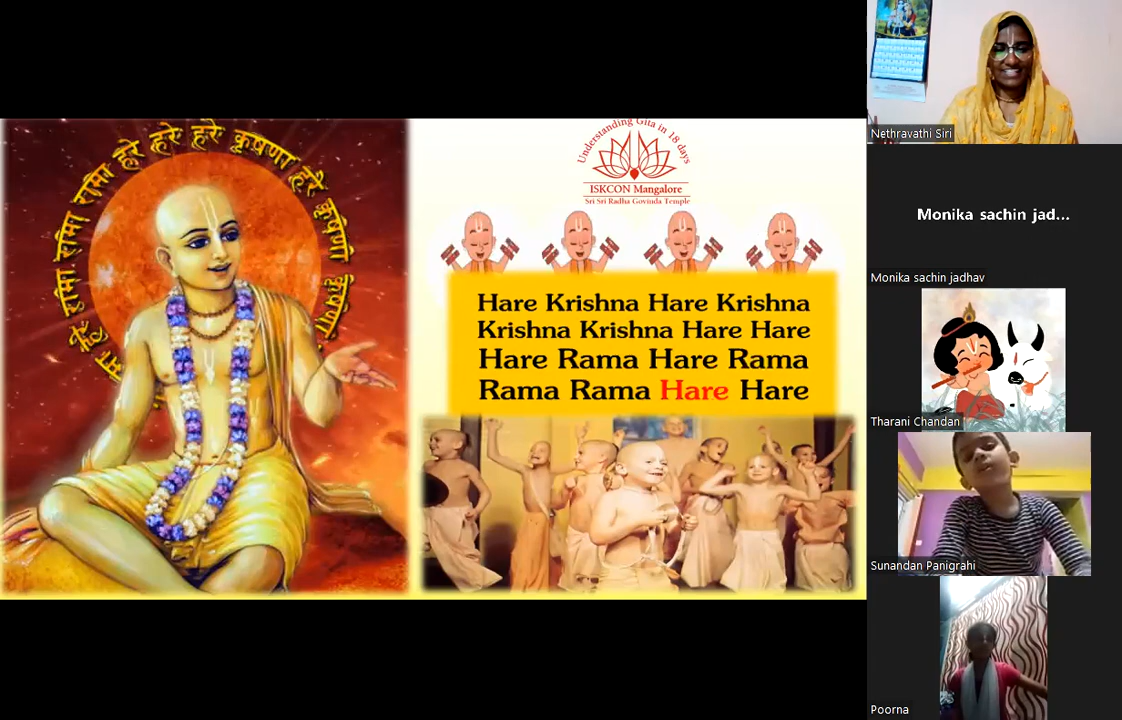 हरे रामा रामा रामा हरे हरे हरे कृष्णा हरे कृष्णा कृष्णा
Understanding Gita in 18 days
ISKCON Mangalore
Sri Sri Radha Govinda Temple
Hare Krishna Hare Krishna
Krishna Krishna Hare Hare
Hare Rama Hare Rama
Rama Rama Hare Hare
Nethravathi Siri
Monika sachin jad...
Monika sachin jadhav
Tharani Chandan
Sunandan Panigrahi
Poorna